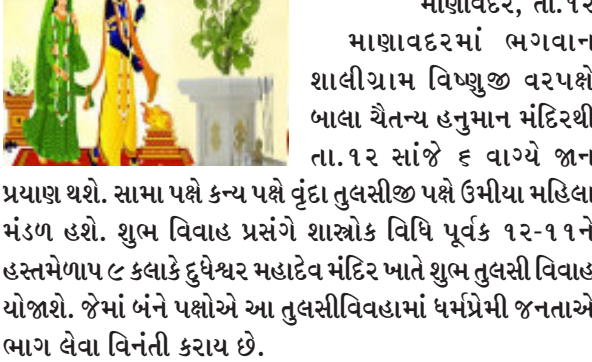 માણાવદર, તા.૧૨
માણાવદરમાં ભગવાન
શાલીગ્રામ વિષ્ણુજી વરપક્ષે
બાલા ચૈતન્ય હનુમાન મંદિરથી
તા.૧૨ સાંજે ૬ વાગ્યે જાન
પ્રયાણ થશે. સામા પક્ષે કન્ય પક્ષે વૃંદા તુલસીજી પક્ષે ઉમીયા મહિલા
મંડળ હશે. શુભ વિવાહ પ્રસંગે શાસ્ત્રોક વિધિ પૂર્વક ૧૨-૧૧ને
હસ્તમેળાપ ૯ કલાકે દુધેશ્વર મહાદેવ મંદિર ખાતે શુભ તુલસી વિવાહ
યોજાશે. જેમાં બંને પક્ષોએ આ તુલસીવિવહામાં ધર્મપ્રેમી જનતાએ
ભાગ લેવા વિનંતી કરાય છે.